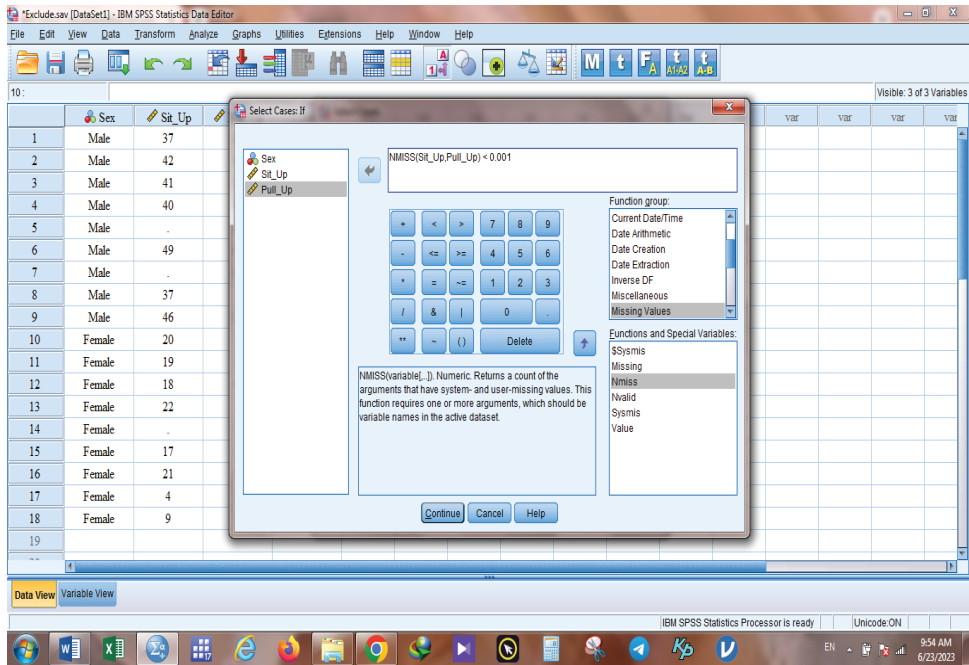 *Exclude.sav [DataSet1] - IBM SPSS Statistics Data Editor
File Edit View Data Transform Analyze Graphs Utilities Extensions Help Window Help
10 :
Visible: 3 of 3 Variables
Sex Sit_Up var var var var
1 Male 37
2 Male 42
3 Male 41
4 Male 40
5 Male .
6 Male 49
7 Male .
8 Male 37
9 Male 46
10 Female 20
11 Female 19
12 Female 18
13 Female 22
14 Female .
15 Female 17
16 Female 21
17 Female 4
18 Female 9
19
Select Cases: If
Sex
Sit_Up
Pull_Up
NMISS(Sit_Up,Pull_Up) < 0.001
+ < > 7 8 9
- <= >= 4 5 6
* = ~= 1 2 3
/ & | 0 .
** ~ ( ) Delete
Function group:
Current Date/Time
Date Arithmetic
Date Creation
Date Extraction
Inverse DF
Miscellaneous
Missing Values
Functions and Special Variables:
$Sysmis
Missing
Nmiss
Nvalid
Sysmis
Value
NMISS(variable[,..]). Numeric. Returns a count of the
arguments that have system- and user-missing values. This
function requires one or more arguments, which should be
variable names in the active dataset.
Continue Cancel Help
Data View Variable View
IBM SPSS Statistics Processor is ready Unicode:ON
EN 9:54 AM
6/23/2023